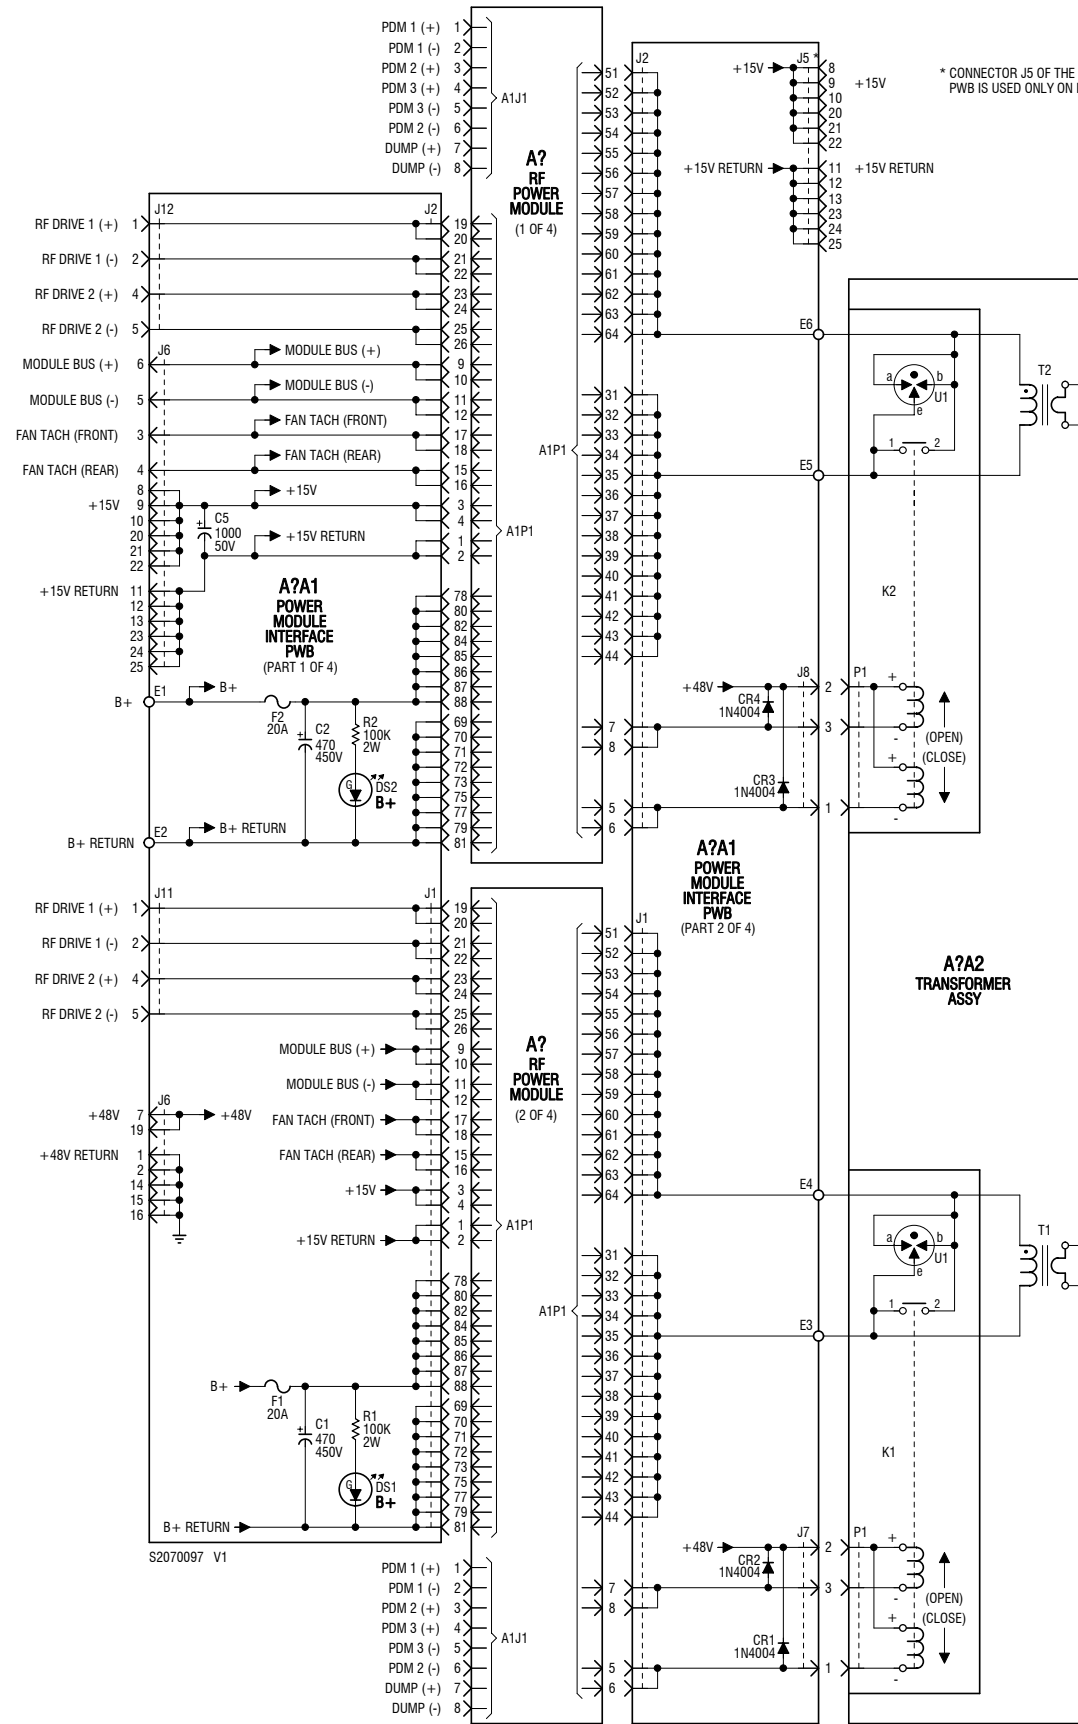 PDM 1 (+) 1
PDM 1 (-) 2
PDM 2 (+) 3
PDM 3 (+) 4
PDM 3 (-) 5
PDM 2 (-) 6
DUMP (+) 7
DUMP (-) 8
A1J1
A?
RF
POWER
MODULE
(1 OF 4)
J12
J2
RF DRIVE 1 (+) 1
19
20
RF DRIVE 1 (-) 2
21
22
RF DRIVE 2 (+) 4
23
24
RF DRIVE 2 (-) 5
25
26
J6
MODULE BUS (+) 6
MODULE BUS (+)
9
10
MODULE BUS (-) 5
MODULE BUS (-)
11
12
FAN TACH (FRONT) 3
FAN TACH (FRONT)
17
18
FAN TACH (REAR) 4
FAN TACH (REAR)
15
16
8
+15V 9
10
20
21
22
+15V
3
4
+ C5
1000
50V
+15V RETURN
1
2
A1P1
+15V RETURN 11
12
13
23
24
25
A?A1
POWER
MODULE
INTERFACE
PWB
(PART 1 OF 4)
78
80
82
84
85
86
87
88
B+ E1
B+
F2
20A
+ C2
470
450V
R2
100K
2W
G DS2
B+
69
70
71
72
73
75
77
79
81
B+ RETURN E2
B+ RETURN
J2
51
52
53
54
55
56
57
58
59
60
61
62
63
64
31
32
33
34
35
36
37
38
39
40
41
42
43
44
A1P1
7
8
5
6
+15V
J5 *
8
9 +15V
10
20
21
22
+15V RETURN
11 +15V RETURN
12
13
23
24
25
* CONNECTOR J5 OF THE
PWB IS USED ONLY ON
E6
E5
a b
U1
e
1 2
T2
K2
+48V
CR4
1N4004
CR3
1N4004
J8 P1
2
3
1
+
-
(OPEN)
(CLOSE)
+
-
A?A1
POWER
MODULE
INTERFACE
PWB
(PART 2 OF 4)
A?A2
TRANSFORMER
ASSY
J11
J1
RF DRIVE 1 (+) 1
19
20
RF DRIVE 1 (-) 2
21
22
RF DRIVE 2 (+) 4
23
24
RF DRIVE 2 (-) 5
25
26
MODULE BUS (+)
9
10
MODULE BUS (-)
11
12
FAN TACH (FRONT)
17
18
FAN TACH (REAR)
15
16
+15V
3
4
+15V RETURN
1
2
A1P1
J6
+48V 7
19
+48V
+48V RETURN 1
2
14
15
16
A?
RF
POWER
MODULE
(2 OF 4)
78
80
82
84
85
86
87
88
B+
F1
20A
+ C1
470
450V
R1
100K
2W
G DS1
B+
69
70
71
72
73
75
77
79
81
B+ RETURN
S2070097 V1
J1
51
52
53
54
55
56
57
58
59
60
61
62
63
64
31
32
33
34
35
36
37
38
39
40
41
42
43
44
A1P1
7
8
5
6
E4
E3
a b
U1
e
1 2
T1
K1
+48V
CR2
1N4004
CR1
1N4004
J7 P1
2
3
1
+
-
(OPEN)
(CLOSE)
+
-
PDM 1 (+) 1
PDM 1 (-) 2
PDM 2 (+) 3
PDM 3 (+) 4
PDM 3 (-) 5
PDM 2 (-) 6
DUMP (+) 7
DUMP (-) 8
A1J1